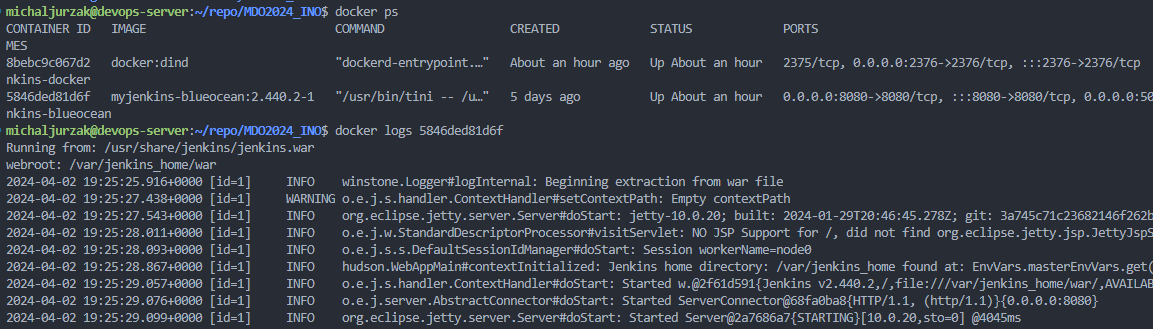 michaljurzak@devops-server:~/repo/MDO2024_INO$ docker ps
CONTAINER ID   IMAGE                          COMMAND                  CREATED             STATUS             PORTS
MES
8bebc9c067d2   docker:dind                    "dockerd-entrypoint.…"   About an hour ago   Up About an hour   2375/tcp, 0.0.0.0:2376->2376/tcp, :::2376->2376/tcp
nkins-docker
5846ded81d6f   myjenkins-blueocean:2.440.2-1   "/usr/bin/tini -- /u…"   5 days ago          Up About an hour   0.0.0.0:8080->8080/tcp, :::8080->8080/tcp, 0.0.0.0:50
nkins-blueocean
michaljurzak@devops-server:~/repo/MDO2024_INO$ docker logs 5846ded81d6f
Running from: /usr/share/jenkins/jenkins.war
webroot: /var/jenkins_home/war
2024-04-02 19:25:25.916+0000 [id=1]     INFO    winstone.Logger#logInternal: Beginning extraction from war file
2024-04-02 19:25:27.438+0000 [id=1]     WARNING o.e.j.s.handler.ContextHandler#setContextPath: Empty contextPath
2024-04-02 19:25:27.543+0000 [id=1]     INFO    org.eclipse.jetty.server.Server#doStart: jetty-10.0.20; built: 2024-01-29T20:46:45.278Z; git: 3a745c71c23682146f262b
2024-04-02 19:25:28.011+0000 [id=1]     INFO    o.e.j.w.StandardDescriptorProcessor#visitServlet: NO JSP Support for /, did not find org.eclipse.jetty.jsp.JettyJspS
2024-04-02 19:25:28.093+0000 [id=1]     INFO    o.e.j.s.s.DefaultSessionIdManager#doStart: Session workerName=node0
2024-04-02 19:25:28.867+0000 [id=1]     INFO    hudson.WebAppMain#contextInitialized: Jenkins home directory: /var/jenkins_home found at: EnvVars.masterEnvVars.get(
2024-04-02 19:25:29.057+0000 [id=1]     INFO    o.e.j.s.handler.ContextHandler#doStart: Started w.@2f61d591{Jenkins v2.440.2,/,file:///var/jenkins_home/war/,AVAILAB
2024-04-02 19:25:29.076+0000 [id=1]     INFO    o.e.j.server.AbstractConnector#doStart: Started ServerConnector@68fa0ba8{HTTP/1.1, (http/1.1)}{0.0.0.0:8080}
2024-04-02 19:25:29.099+0000 [id=1]     INFO    org.eclipse.jetty.server.Server#doStart: Started Server@2a7686a7{STARTING}[10.0.20,sto=0] @4045ms